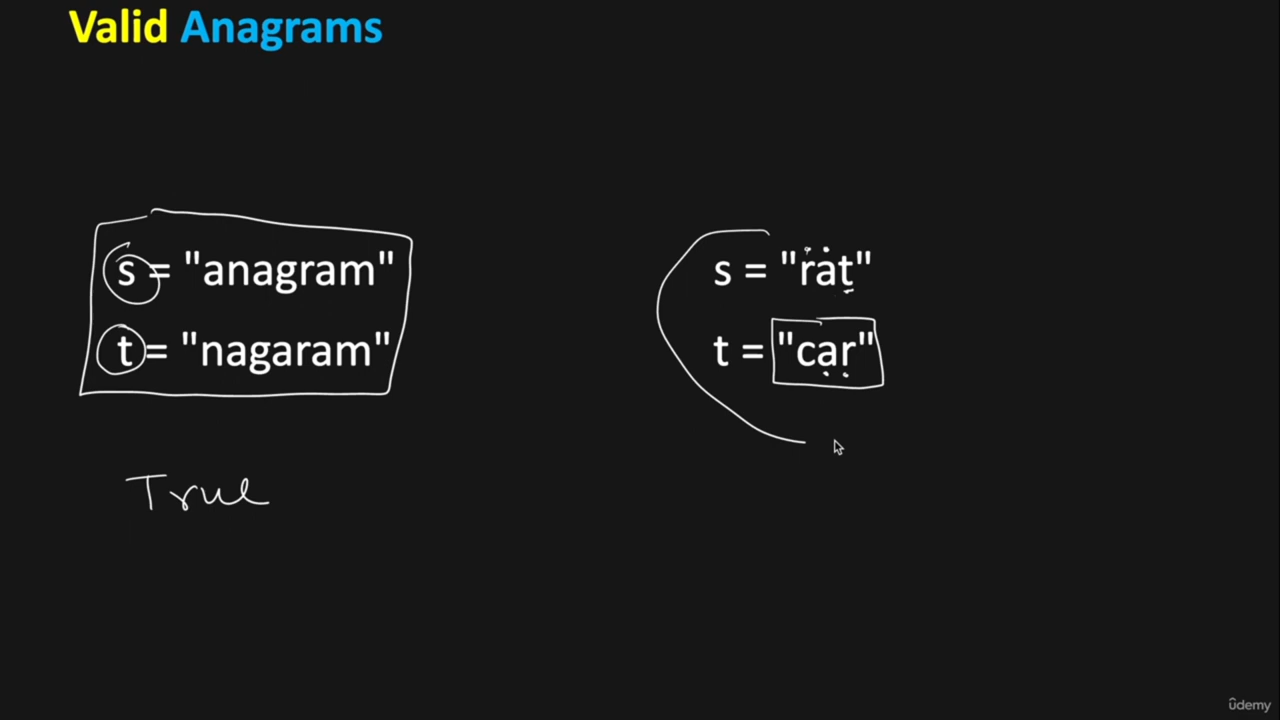 Valid Anagrams
s = "anagram"
t = "nagaram"
True
s = "rat"
t = "car"
ûdemy